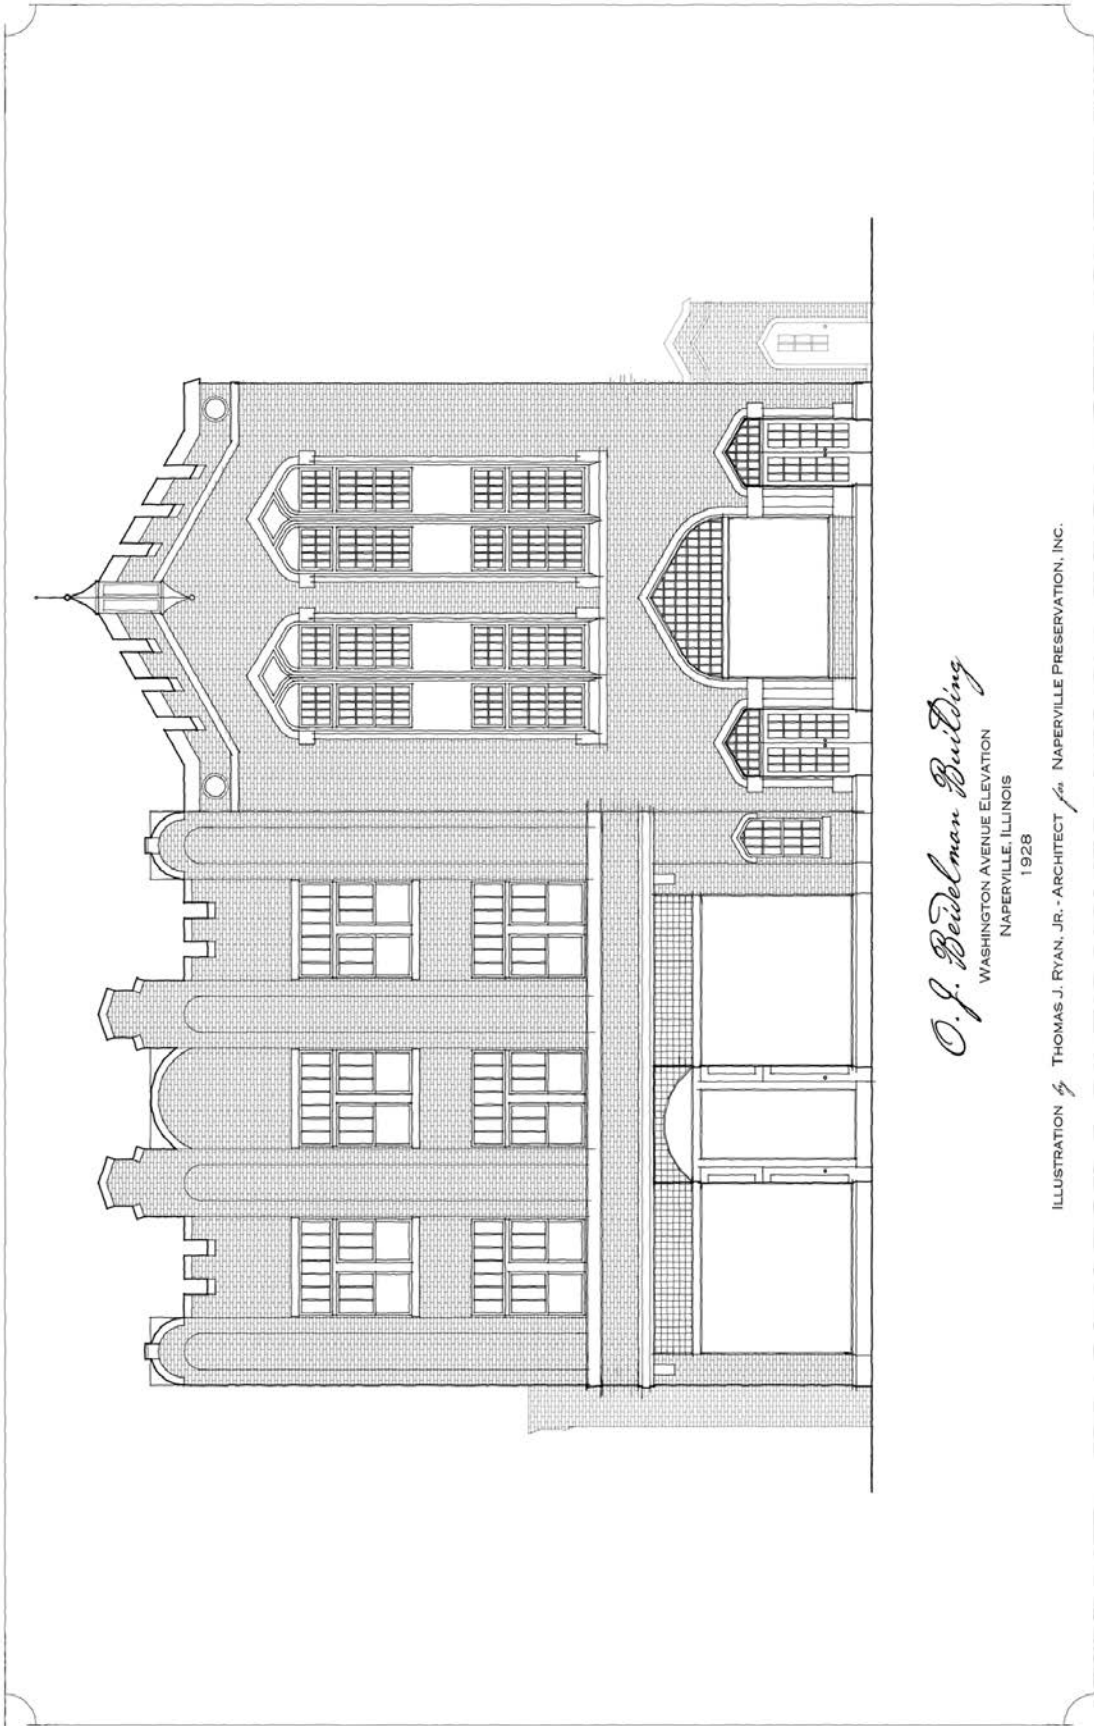 O. J. Beidelman Building
WASHINGTON AVENUE ELEVATION
NAPERVILLE, ILLINOIS
1928
ILLUSTRATION by THOMAS J. RYAN, JR. - ARCHITECT for NAPERVILLE PRESERVATION, INC.